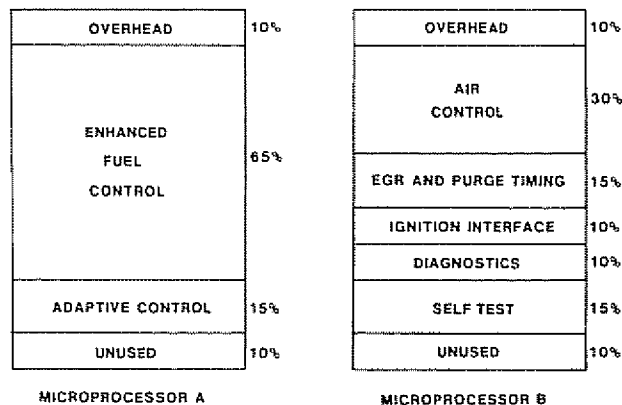 OVERHEAD 10%
ENHANCED
FUEL
CONTROL
65%
ADAPTIVE CONTROL 15%
UNUSED 10%
MICROPROCESSOR A
OVERHEAD 10%
AIR
CONTROL
30%
EGR AND PURGE TIMING 15%
IGNITION INTERFACE 10%
DIAGNOSTICS 10%
SELF TEST 15%
UNUSED 10%
MICROPROCESSOR B